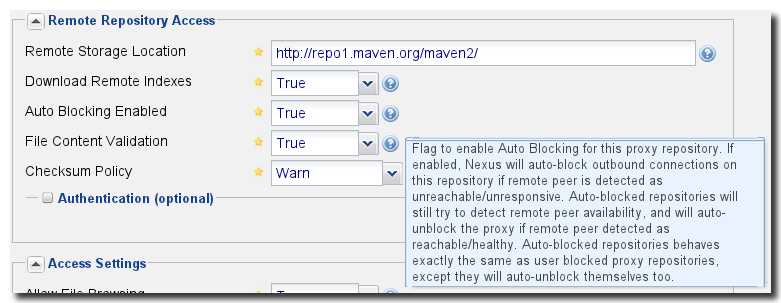 Remote Repository Access
Remote Storage Location http://repo1.maven.org/maven2/
Download Remote Indexes True
Auto Blocking Enabled True
File Content Validation True
Checksum Policy Warn
Authentication (optional)
Flag to enable Auto Blocking for this proxy repository. If
enabled, Nexus will auto-block outbound connections on
this repository if remote peer is detected as
unreachable/unresponsive. Auto-blocked repositories will
still try to detect remote peer availability, and will auto-
unblock the proxy if remote peer detected as
reachable/healthy. Auto-blocked repositories behaves
exactly the same as user blocked proxy repositories,
except they will auto-unblock themselves too.
Access Settings
Allow File Browsing